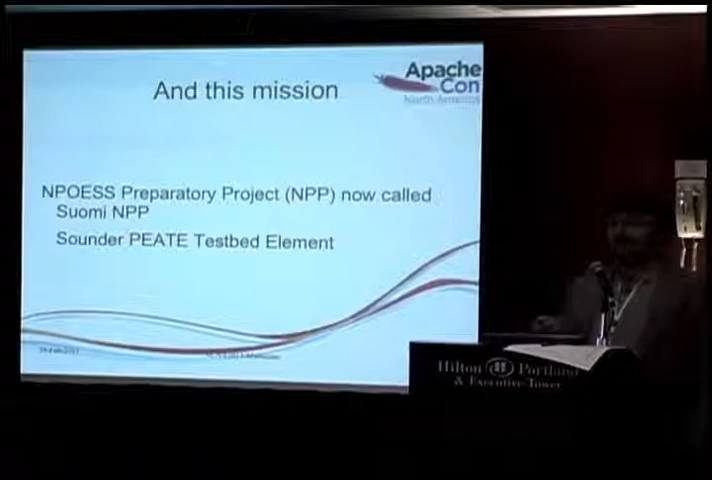 And this mission
Apache
Con
North America
NPOESS Preparatory Project (NPP) now called
Suomi NPP
Sounder PEATE Testbed Element
Hilton Portland
& Executive Tower